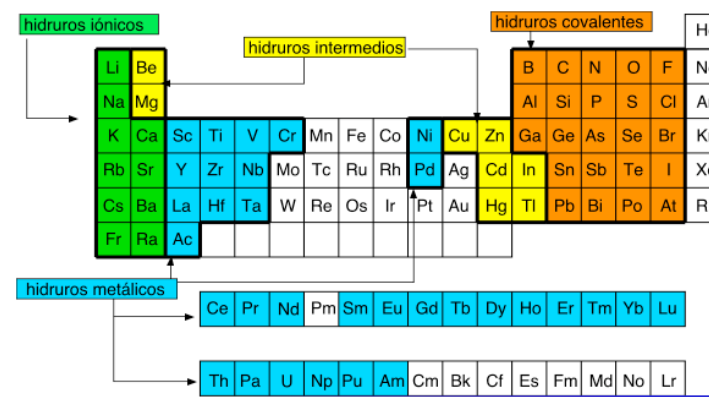 hidruros iónicos
hidruros covalentes
hidruros intermedios
He
Li Be B C N O F Ne
Na Mg Al Si P S Cl Ar
K Ca Sc Ti V Cr Mn Fe Co Ni Cu Zn Ga Ge As Se Br
Rb Sr Y Zr Nb Mo Tc Ru Rh Pd Ag Cd In Sn Sb Te I
Cs Ba La Hf Ta W Re Os Ir Pt Au Hg Tl Pb Bi Po At
Fr Ra Ac
hidruros metálicos
Ce Pr Nd Pm Sm Eu Gd Tb Dy Ho Er Tm Yb Lu
Th Pa U Np Pu Am Cm Bk Cf Es Fm Md No Lr